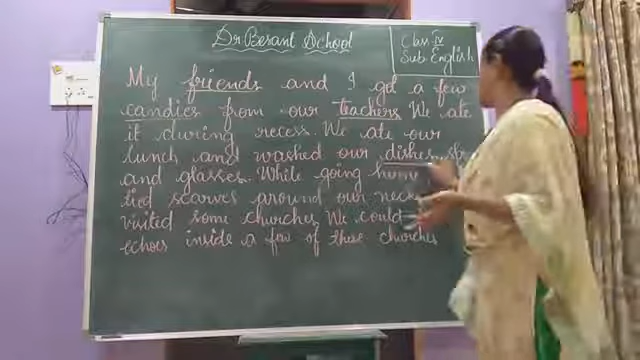 Dr Besant School
Class IV
Sub English
My friends and I got a few
candies from our teachers We ate
it during recess. We ate our
lunch and washed our dishes
and glasses. While going home
tied scarves around our
visited some churches We could
echoes inside a few of these churches